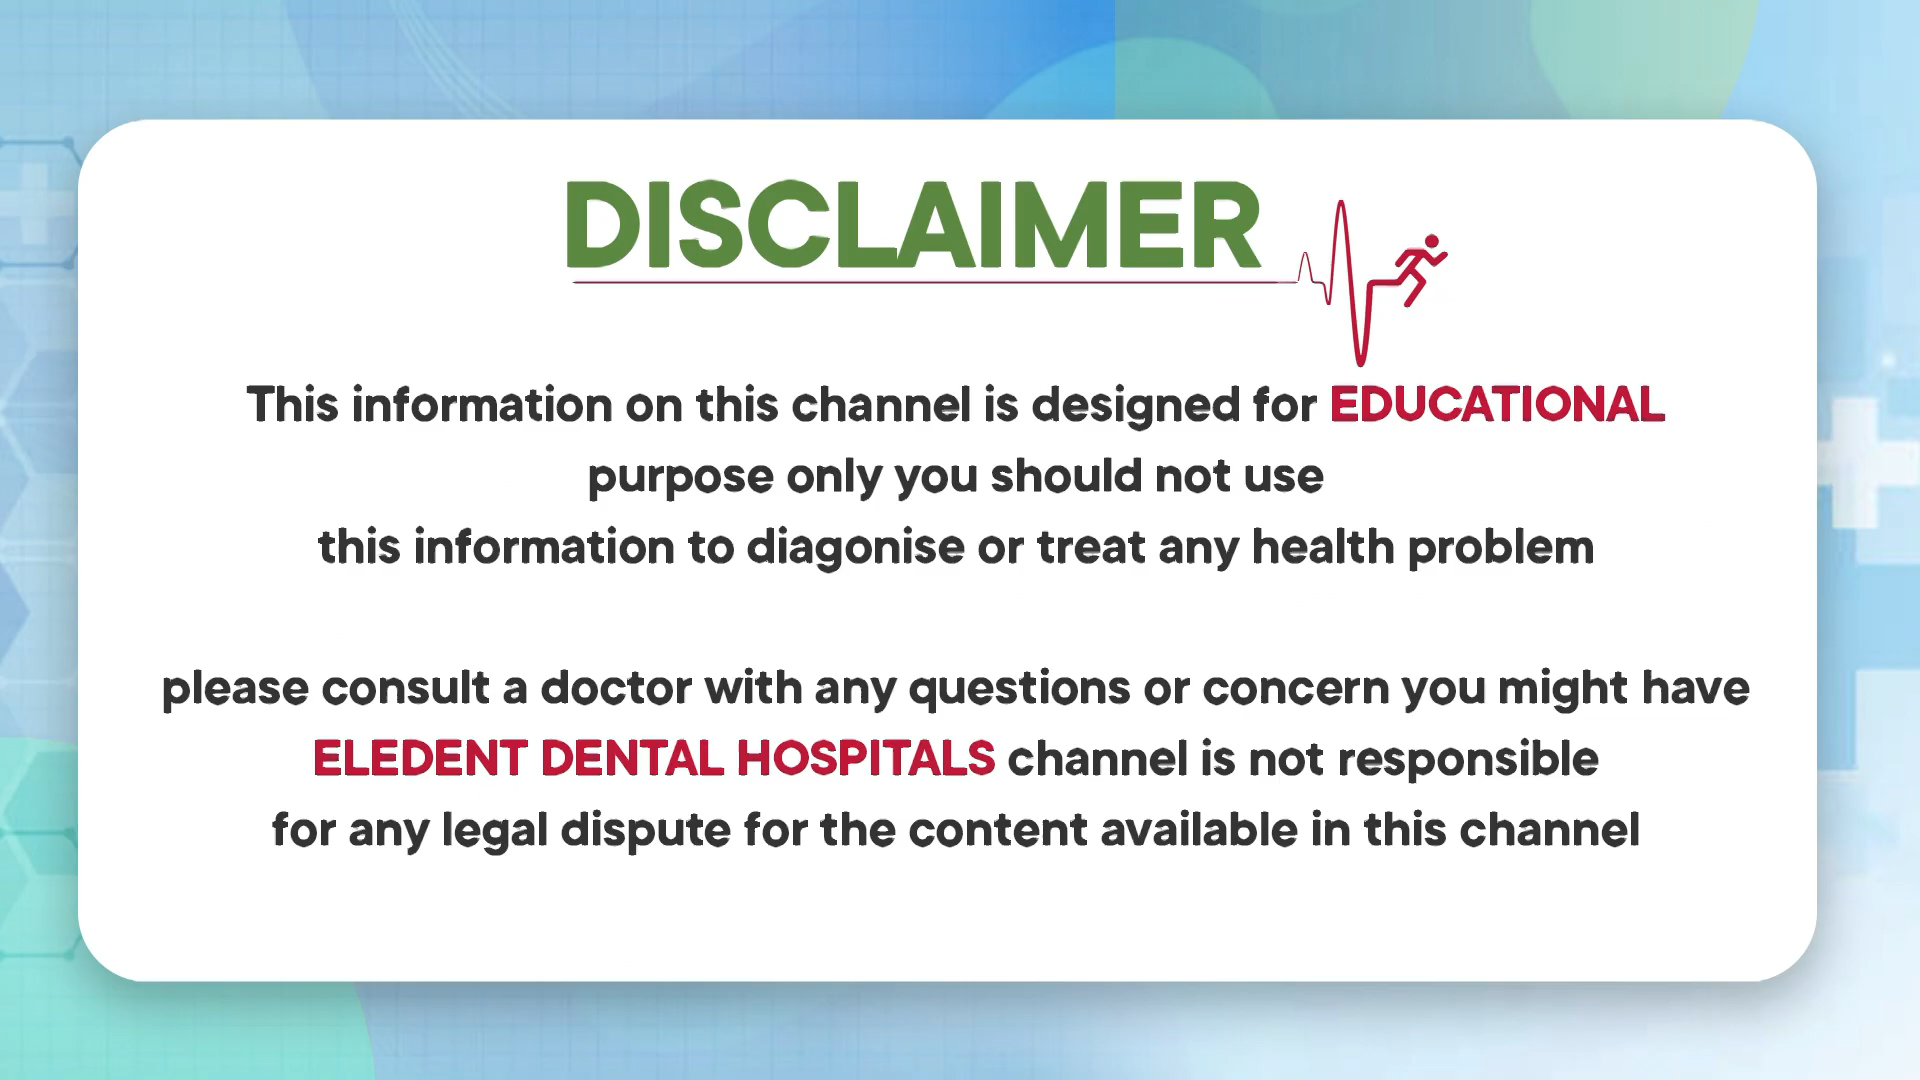 DISCLAIMER
This information on this channel is designed for EDUCATIONAL
purpose only you should not use
this information to diagonise or treat any health problem
please consult a doctor with any questions or concern you might have
ELEDENT DENTAL HOSPITALS channel is not responsible
for any legal dispute for the content available in this channel